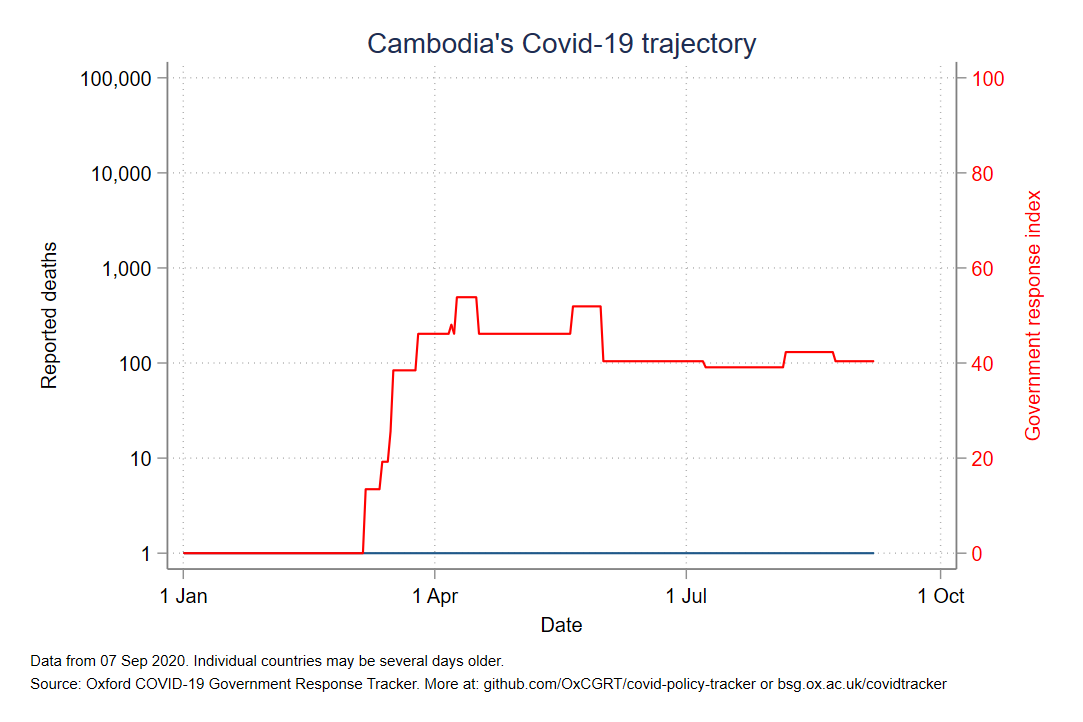 Cambodia's Covid-19 trajectory
100,000
10,000
1,000
100
10
1
Reported deaths
100
80
60
40
20
0
Government response index
1 Jan
1 Apr
1 Jul
1 Oct
Date
Data from 07 Sep 2020. Individual countries may be several days older.
Source: Oxford COVID-19 Government Response Tracker. More at: github.com/OxCGRT/covid-policy-tracker or bsg.ox.ac.uk/covidtracker